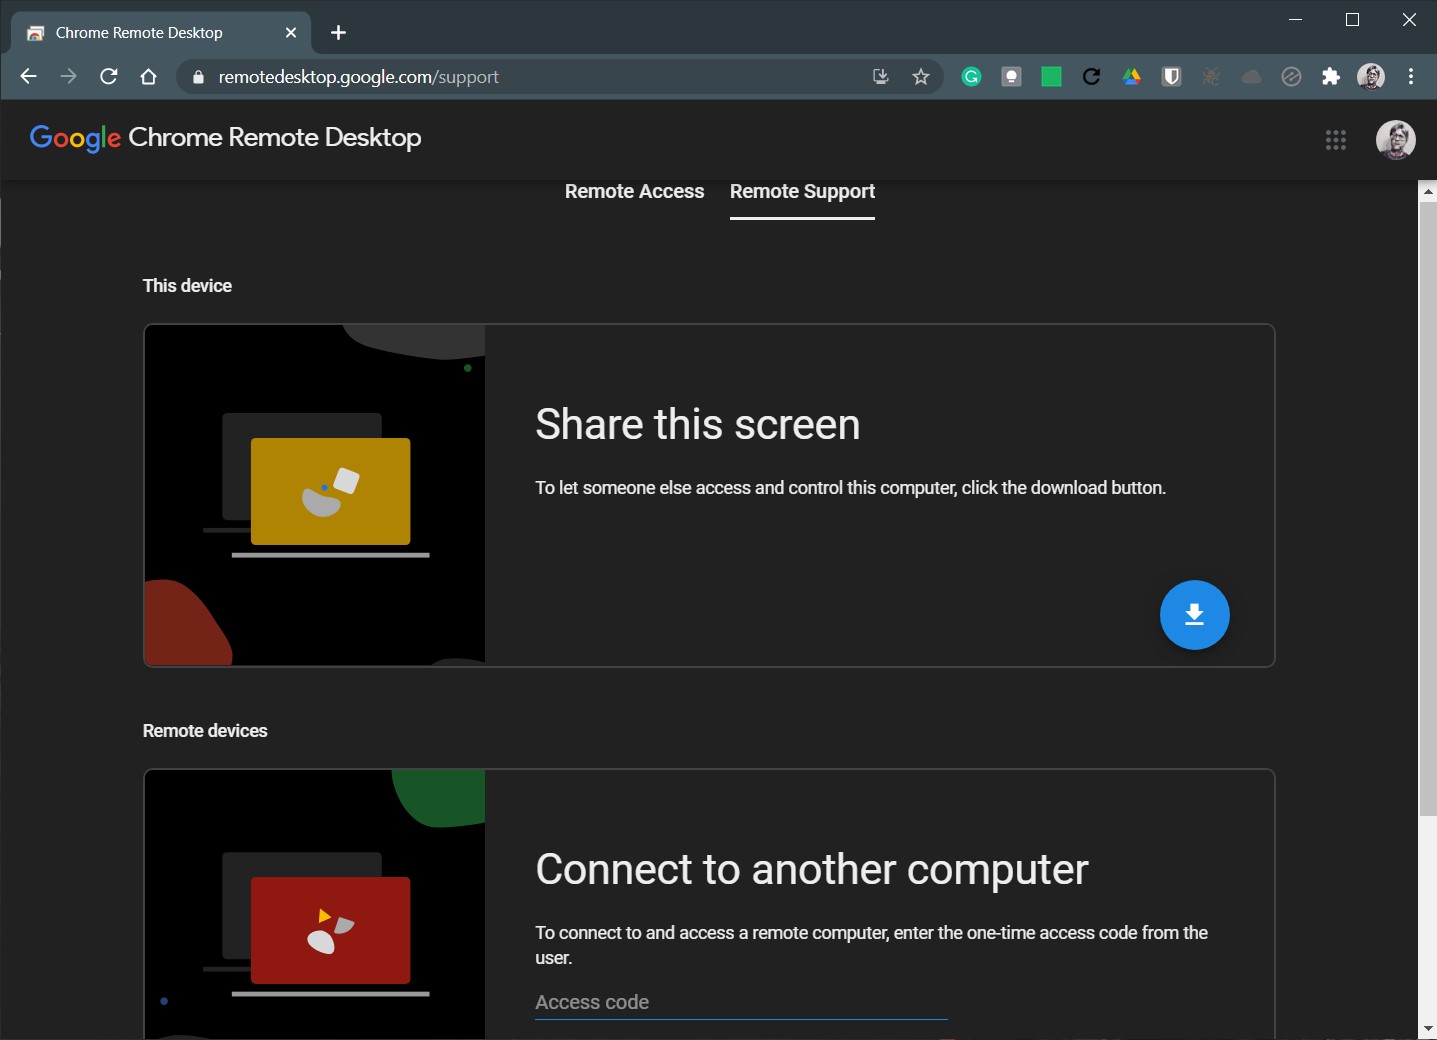 Chrome Remote Desktop
remotedesktop.google.com/support
Google Chrome Remote Desktop
Remote Access Remote Support
This device
Share this screen
To let someone else access and control this computer, click the download button.
Remote devices
Connect to another computer
To connect to and access a remote computer, enter the one-time access code from the
user.
Access code